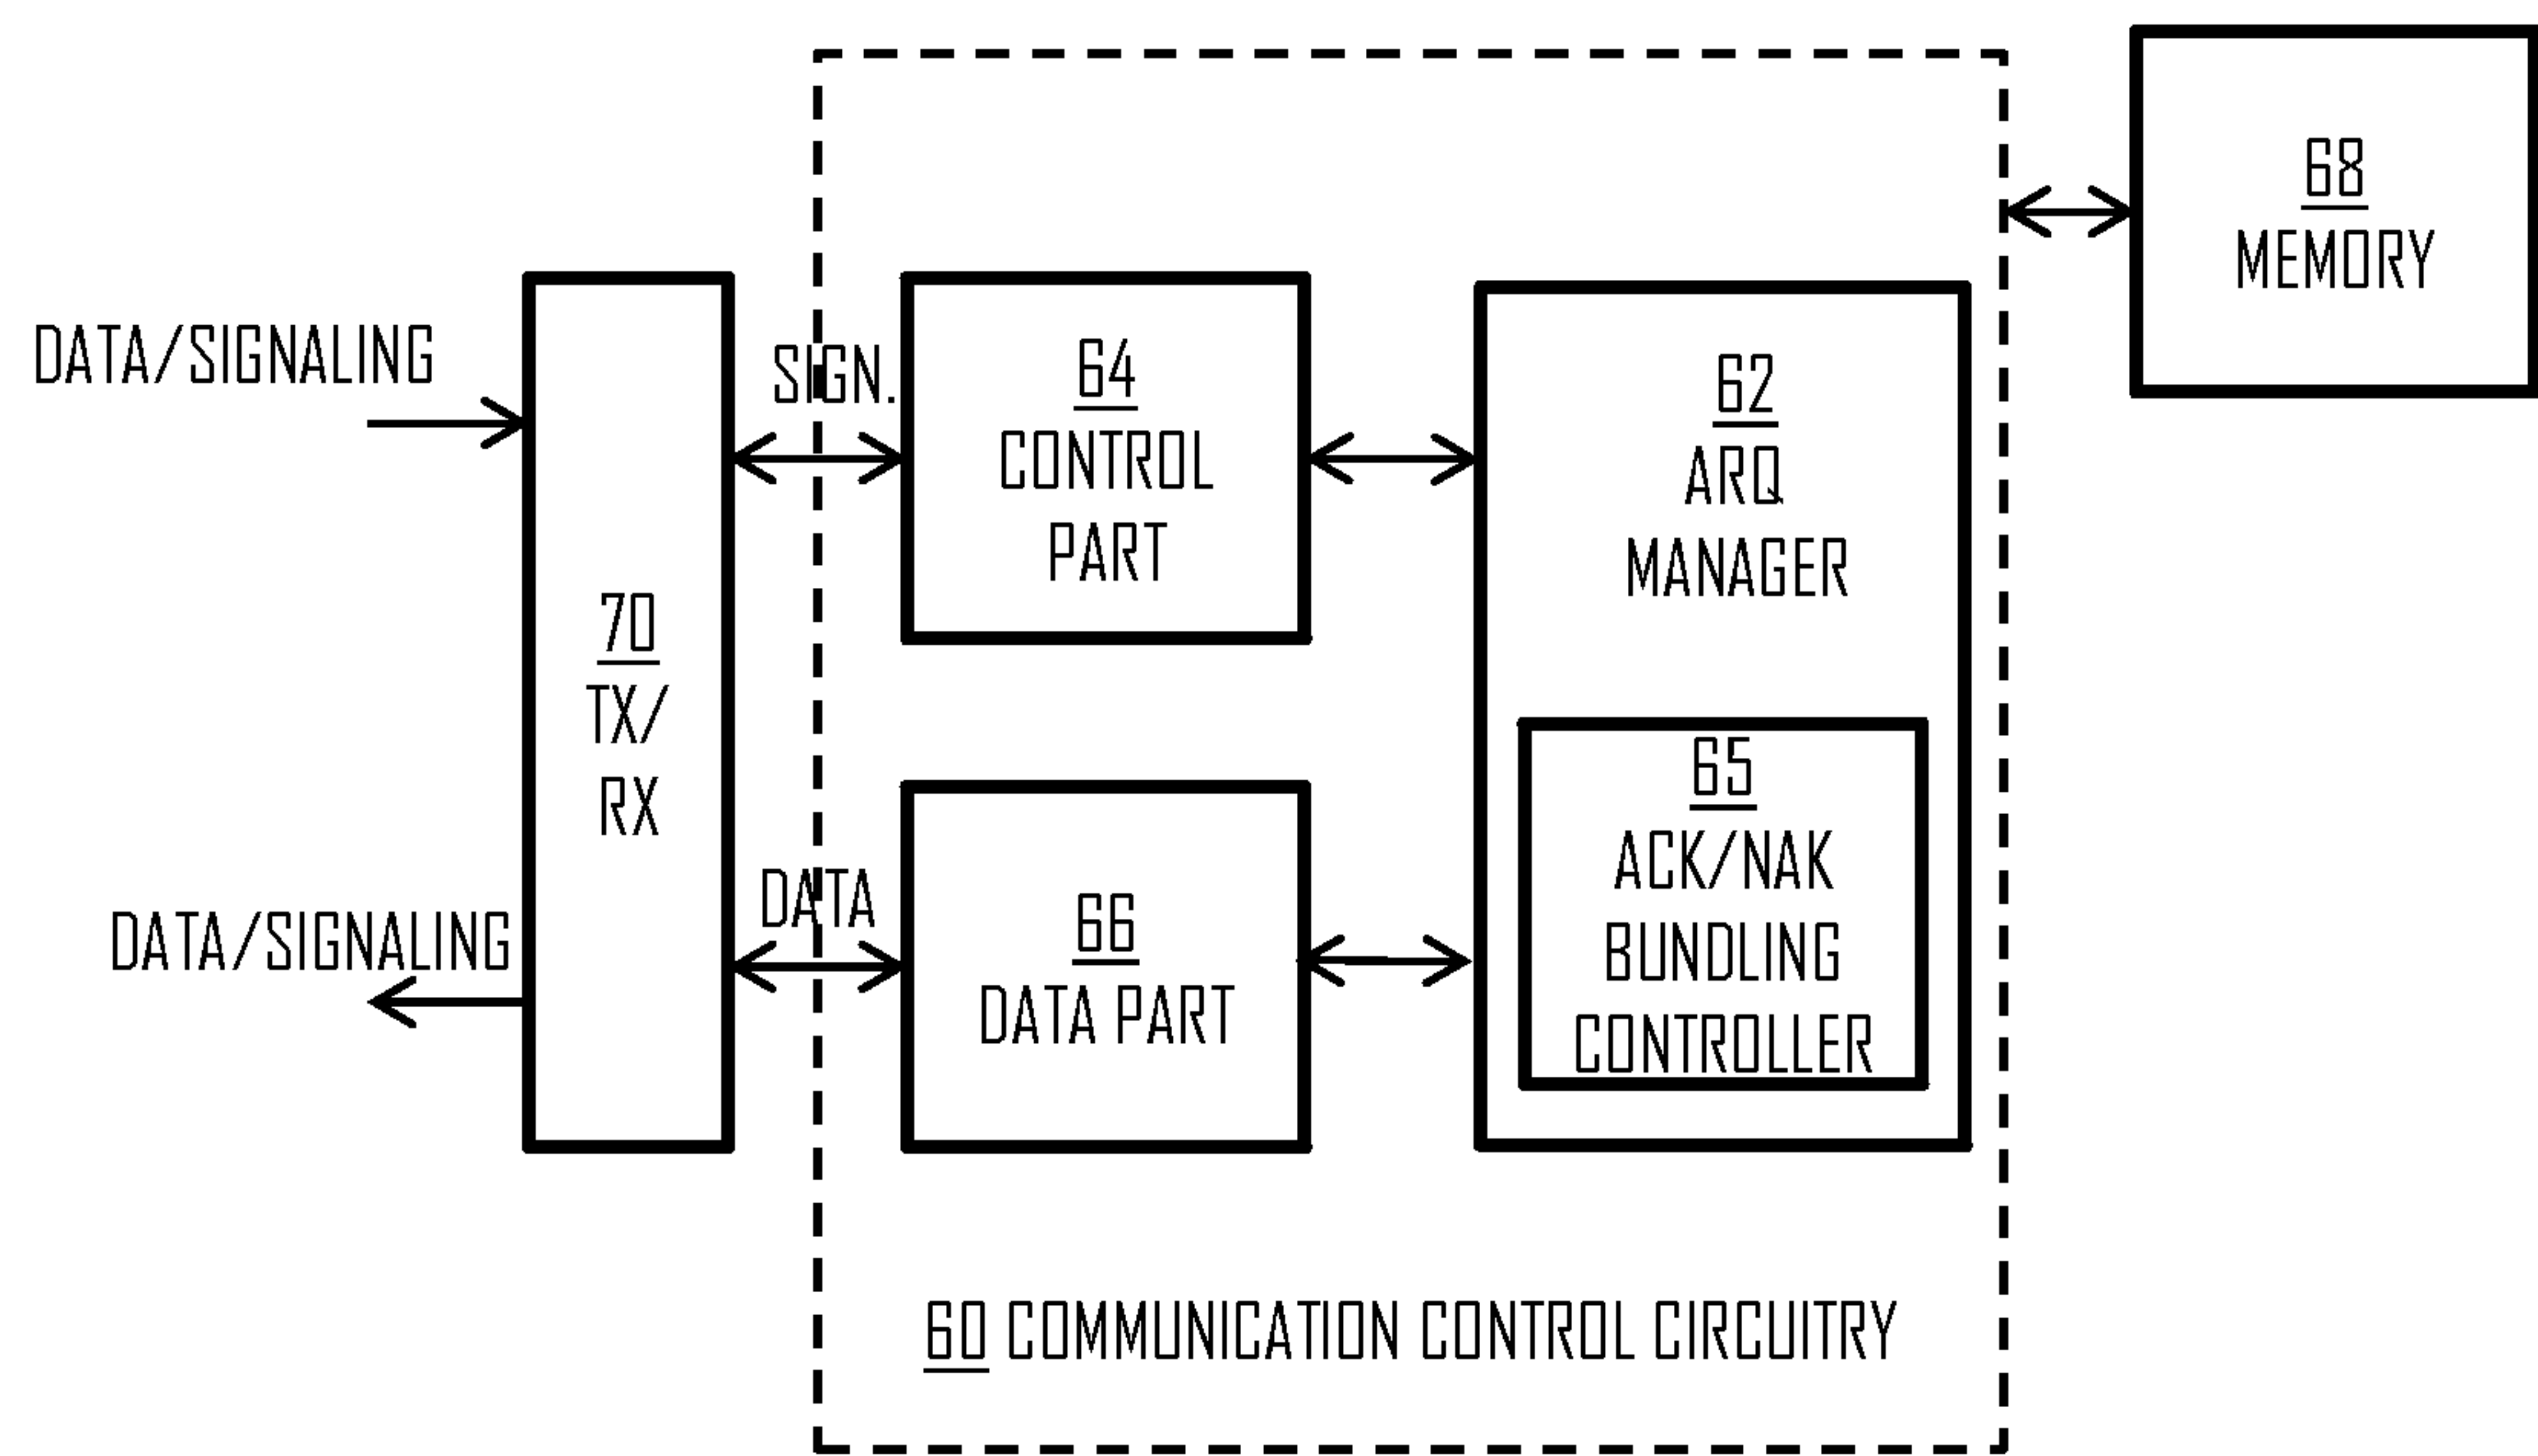 DATA/SIGNALING
DATA/SIGNALING
70
TX/
RX
SIGN.
DATA
64
CONTROL
PART
66
DATA PART
62
ARQ
MANAGER
65
ACK/NAK
BUNDLING
CONTROLLER
68
MEMORY
60 COMMUNICATION CONTROL CIRCUITRY